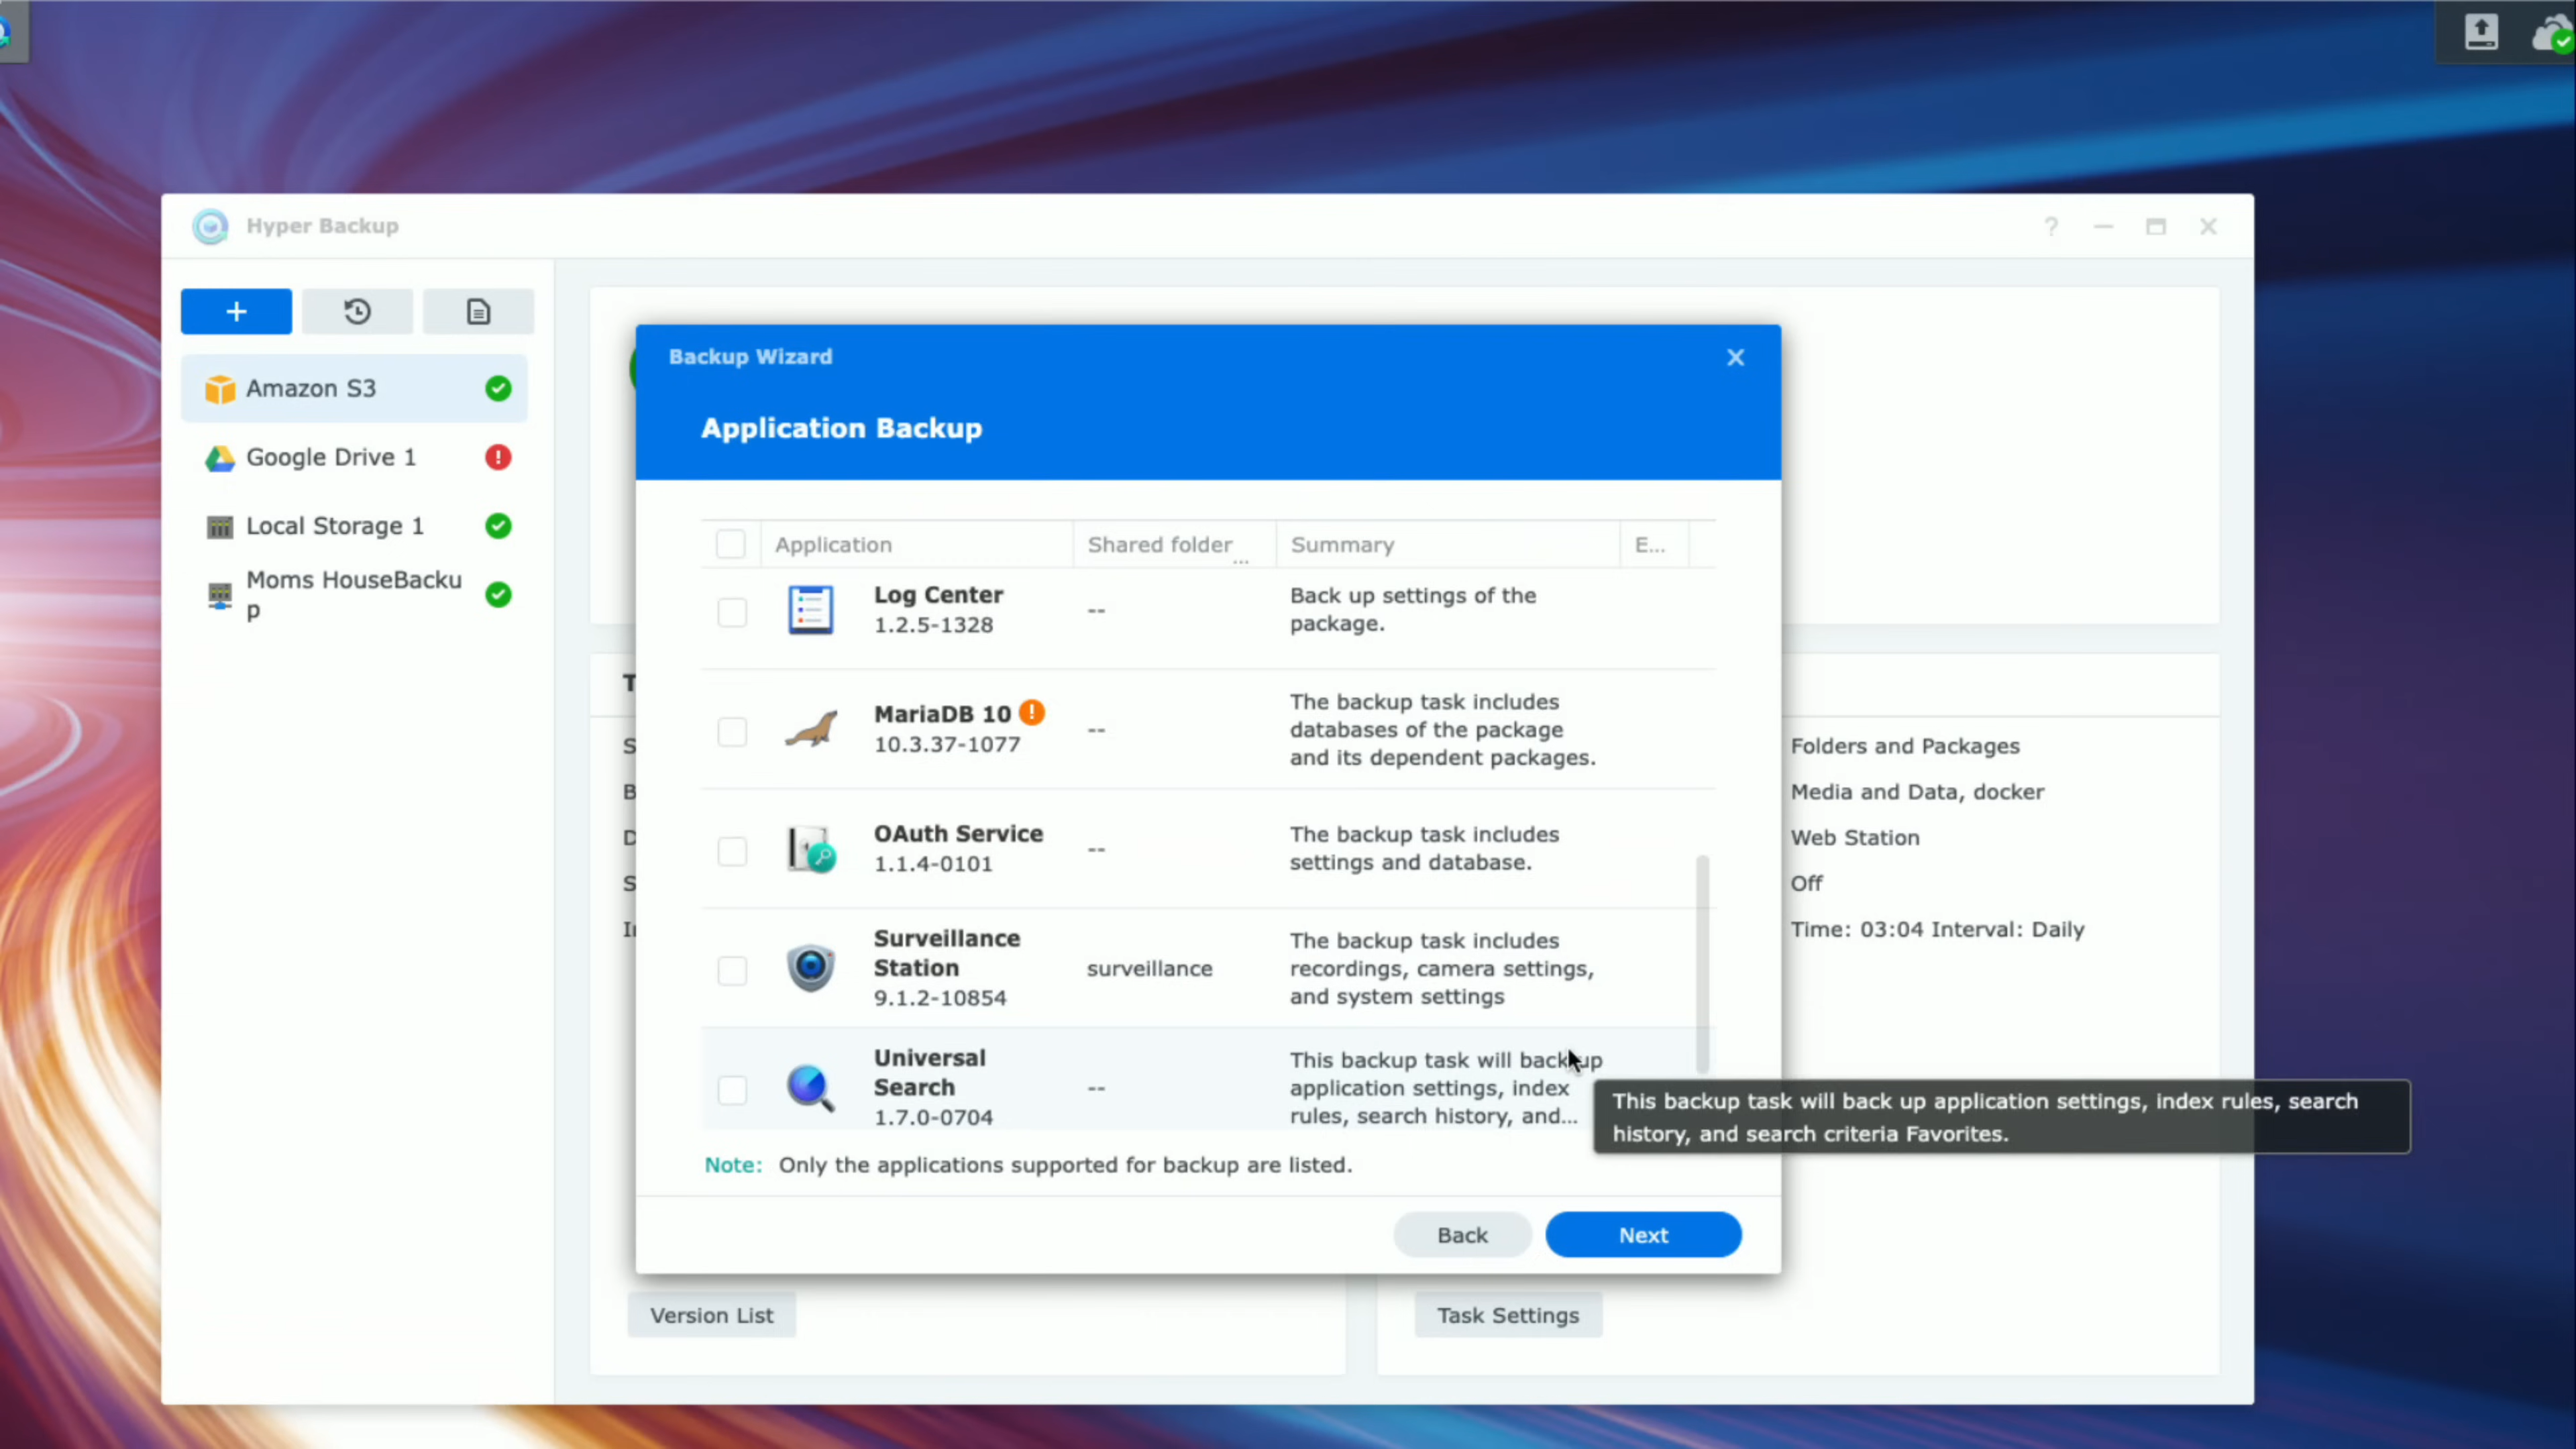 Hyper Backup
Amazon S3
Google Drive 1
Local Storage 1
Moms HouseBacku
p
Backup Wizard
Application Backup
Application
Shared folder ...
Summary
E...
Log Center
1.2.5-1328
--
Back up settings of the
package.
MariaDB 10
10.3.37-1077
--
The backup task includes
databases of the package
and its dependent packages.
OAuth Service
1.1.4-0101
--
The backup task includes
settings and database.
Surveillance
Station
9.1.2-10854
surveillance
The backup task includes
recordings, camera settings,
and system settings
Universal
Search
1.7.0-0704
--
This backup task will back up
application settings, index
rules, search history, and...
This backup task will back up application settings, index rules, search
history, and search criteria Favorites.
Note: Only the applications supported for backup are listed.
Back
Next
T
S
B
D
S
Folders and Packages
Media and Data, docker
Web Station
Off
Time: 03:04 Interval: Daily
Version List
Task Settings